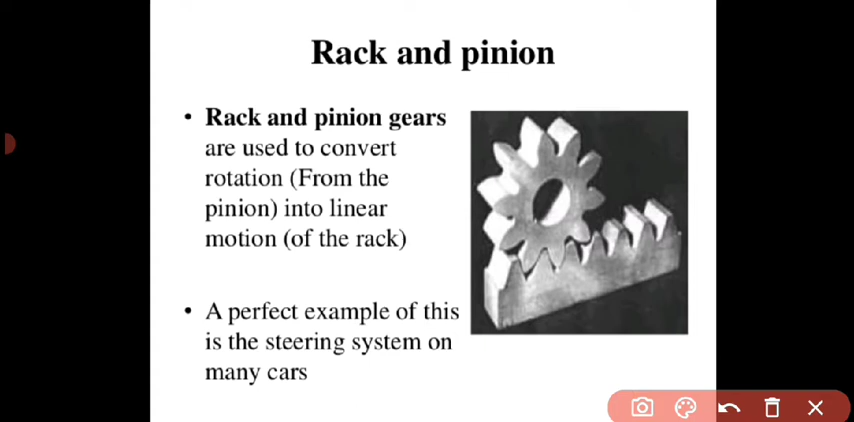 Rack and pinion
• Rack and pinion gears
are used to convert
rotation (From the
pinion) into linear
motion (of the rack)
• A perfect example of this
is the steering system on
many cars